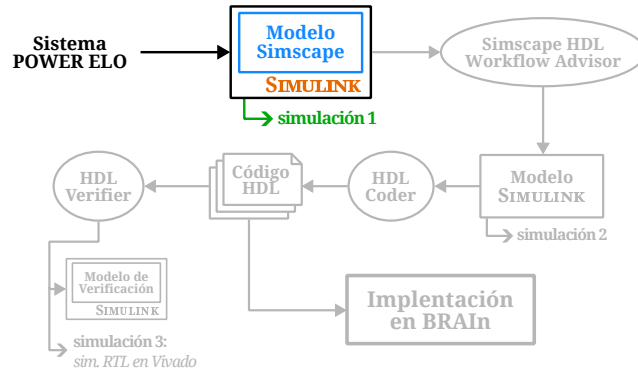 Sistema
POWER ELO
Modelo
Simscape
SIMULINK
simulación 1
Simscape HDL
Workflow Advisor
HDL
Verifier
Código
HDL
HDL
Coder
Modelo
SIMULINK
simulación 2
Modelo de
Verificación
SIMULINK
simulación 3:
sim. RTL en Vivado
Implentación
en BRAIn